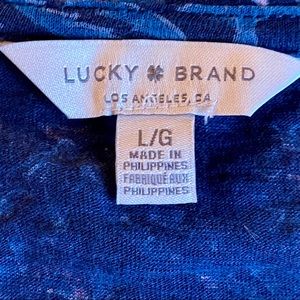 LUCKY BRAND
LOS ANGELES, CA
L/G
MADE IN
PHILIPPINES
FABRIQUÉ AUX
PHILIPPINES